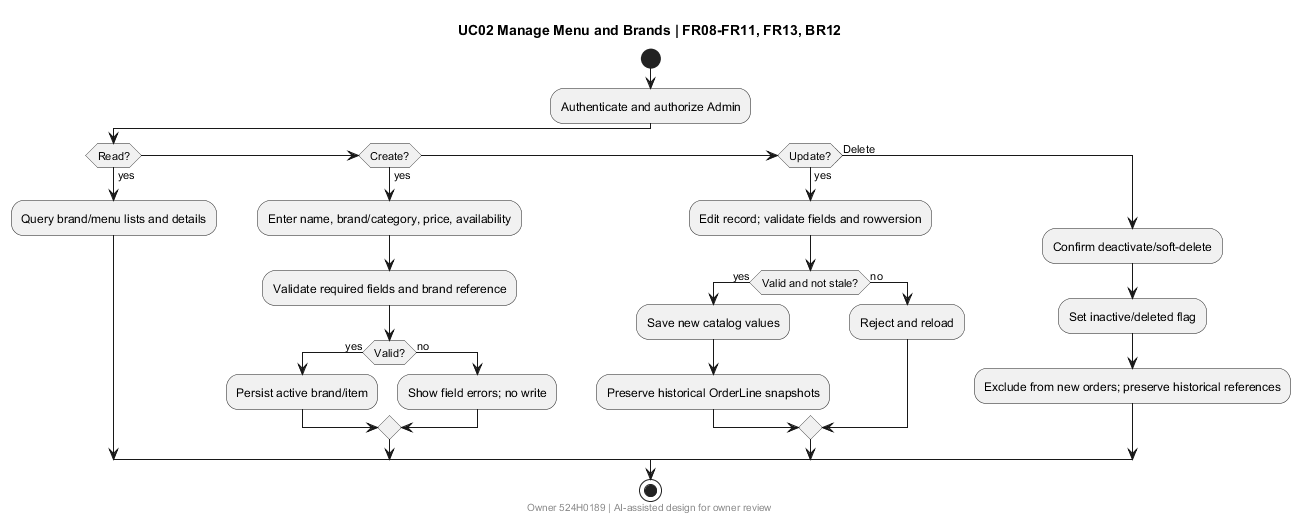 UC02 Manage Menu and Brands | FR08-FR11, FR13, BR12
Authenticate and authorize Admin
Read?
Create?
Update?
Delete
yes
yes
yes
Query brand/menu lists and details
Enter name, brand/category, price, availability
Edit record; validate fields and rowversion
Confirm deactivate/soft-delete
Validate required fields and brand reference
yes
Valid and not stale?
no
Save new catalog values
Reject and reload
Set inactive/deleted flag
yes
Valid?
no
Persist active brand/item
Show field errors; no write
Preserve historical OrderLine snapshots
Exclude from new orders; preserve historical references
Owner 524H0189 | AI-assisted design for owner review